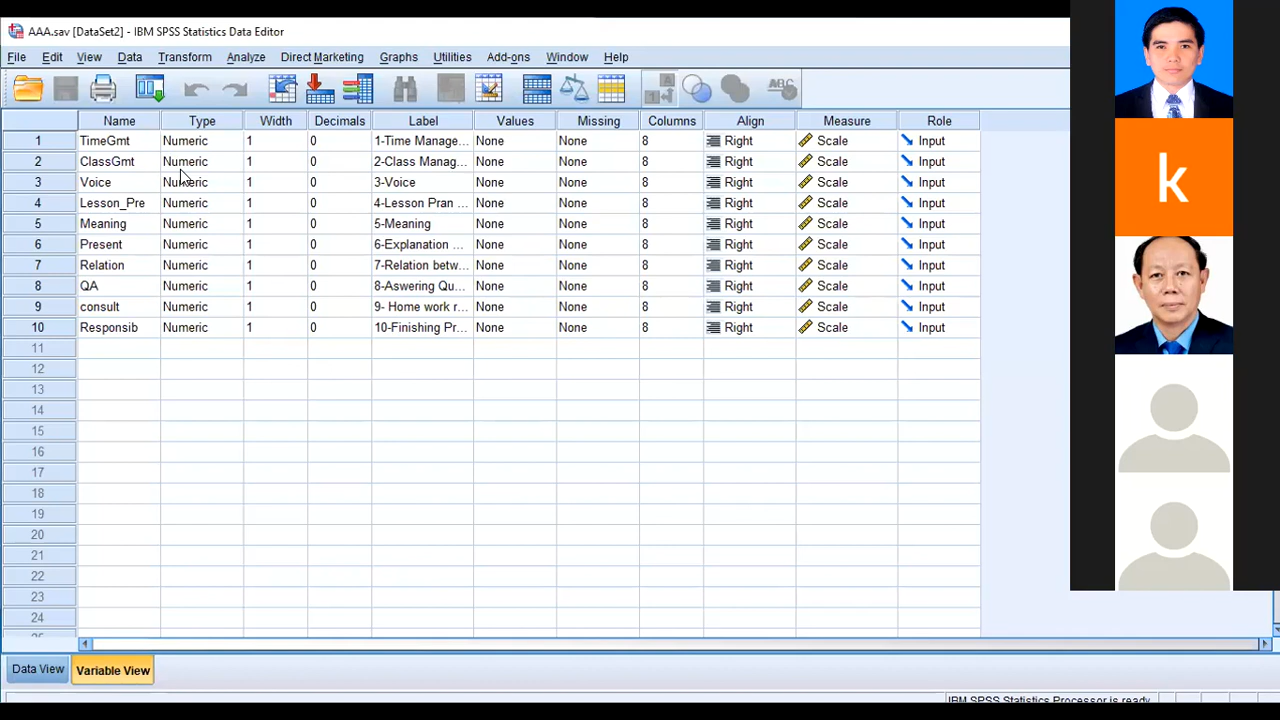 AAA.sav [DataSet2] - IBM SPSS Statistics Data Editor
File Edit View Data Transform Analyze Direct Marketing Graphs Utilities Add-ons Window Help
Name Type Width Decimals Label Values Missing Columns Align Measure Role
1 TimeGmt Numeric 1 0 1-Time Manage... None None 8 Right Scale Input
2 ClassGmt Numeric 1 0 2-Class Manag... None None 8 Right Scale Input
3 Voice Numeric 1 0 3-Voice None None 8 Right Scale Input
4 Lesson_Pre Numeric 1 0 4-Lesson Pran ... None None 8 Right Scale Input
5 Meaning Numeric 1 0 5-Meaning None None 8 Right Scale Input
6 Present Numeric 1 0 6-Explanation ... None None 8 Right Scale Input
7 Relation Numeric 1 0 7-Relation betw... None None 8 Right Scale Input
8 QA Numeric 1 0 8-Aswering Qu... None None 8 Right Scale Input
9 consult Numeric 1 0 9- Home work r... None None 8 Right Scale Input
10 Responsib Numeric 1 0 10-Finishing Pr... None None 8 Right Scale Input
11
12
13
14
15
16
17
18
19
20
21
22
23
24
25
Data View Variable View
IBM SPSS Statistics Processor is ready
k